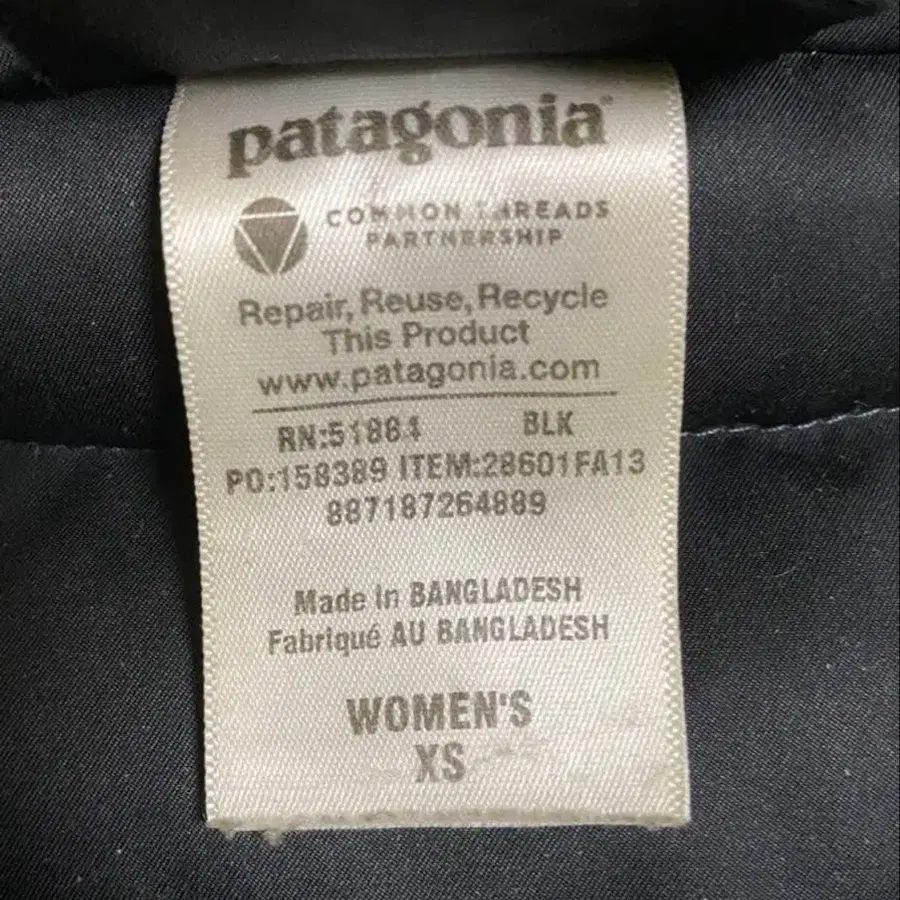 patagonia
COMMON THREADS
PARTNERSHIP
Repair, Reuse, Recycle
This Product
www.patagonia.com
RN:51884 BLK
PO:158389 ITEM:28601FA13
887187264889
Made in BANGLADESH
Fabriqué AU BANGLADESH
WOMEN'S
XS